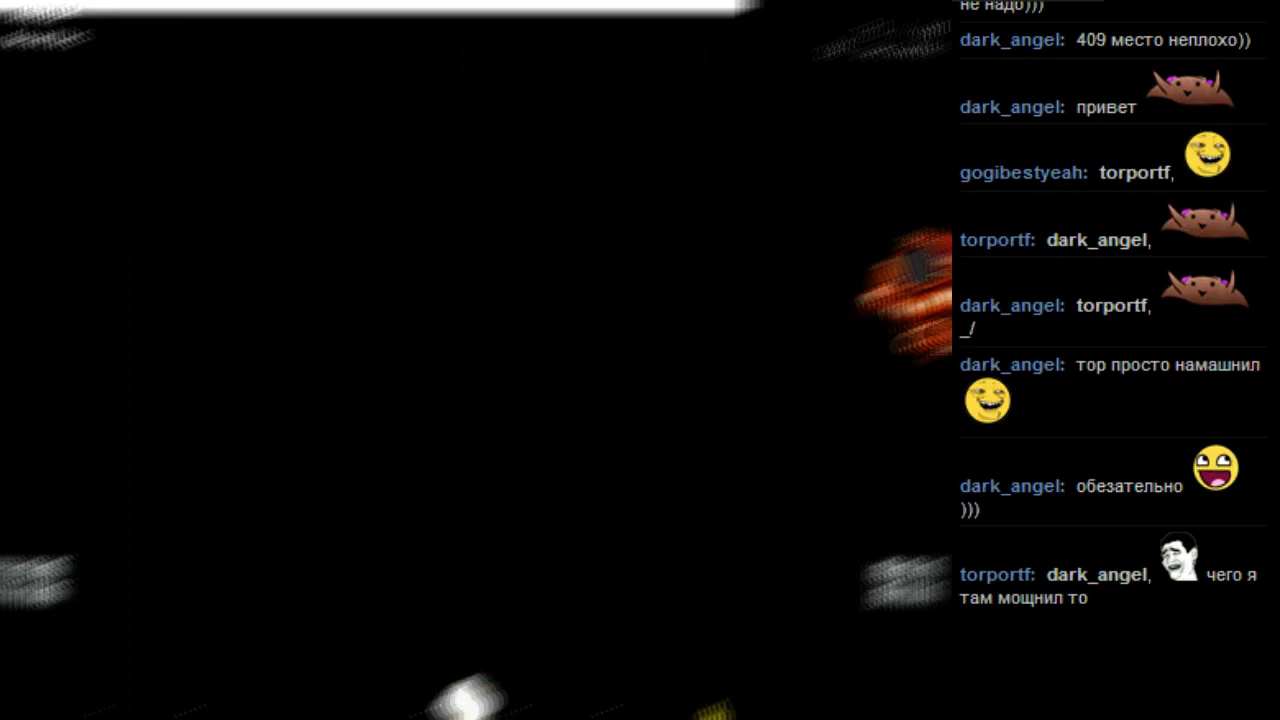 не надо)))
dark_angel: 409 место неплохо))
dark_angel: привет
gogibestyeah: torportf,
torportf: dark_angel,
dark_angel: torportf,
_/
dark_angel: тор просто намашнил
dark_angel: обезательно
)))
torportf: dark_angel, чего я
там мощнил то